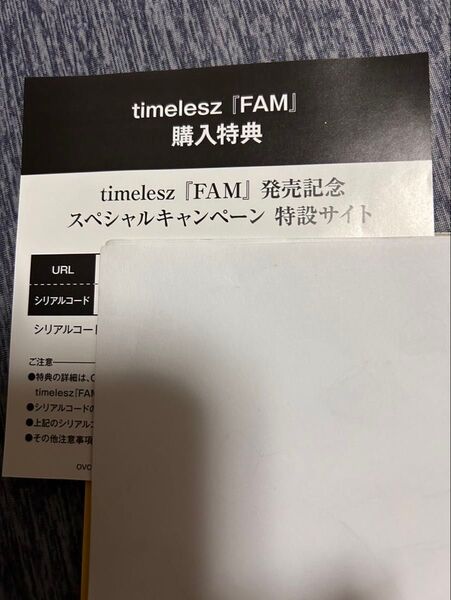 timelesz『FAM』
購入特典
timelesz『FAM』発売記念
スペシャルキャンペーン 特設サイト
URL
シリアルコード
シリアルコード
ご注意
●特典の詳細は、
timelesz『FAM
●シリアルコードの
●上記のシリアル
●その他注意事項